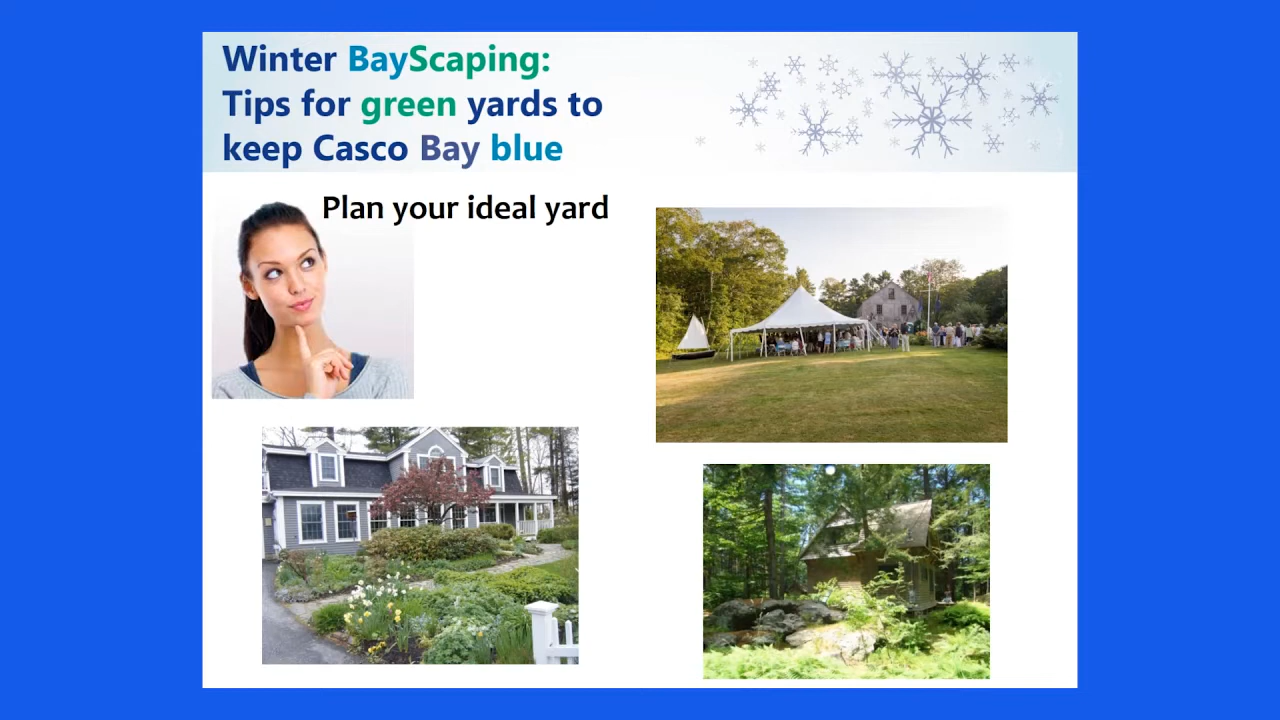 Winter BayScaping:
Tips for green yards to
keep Casco Bay blue
Plan your ideal yard